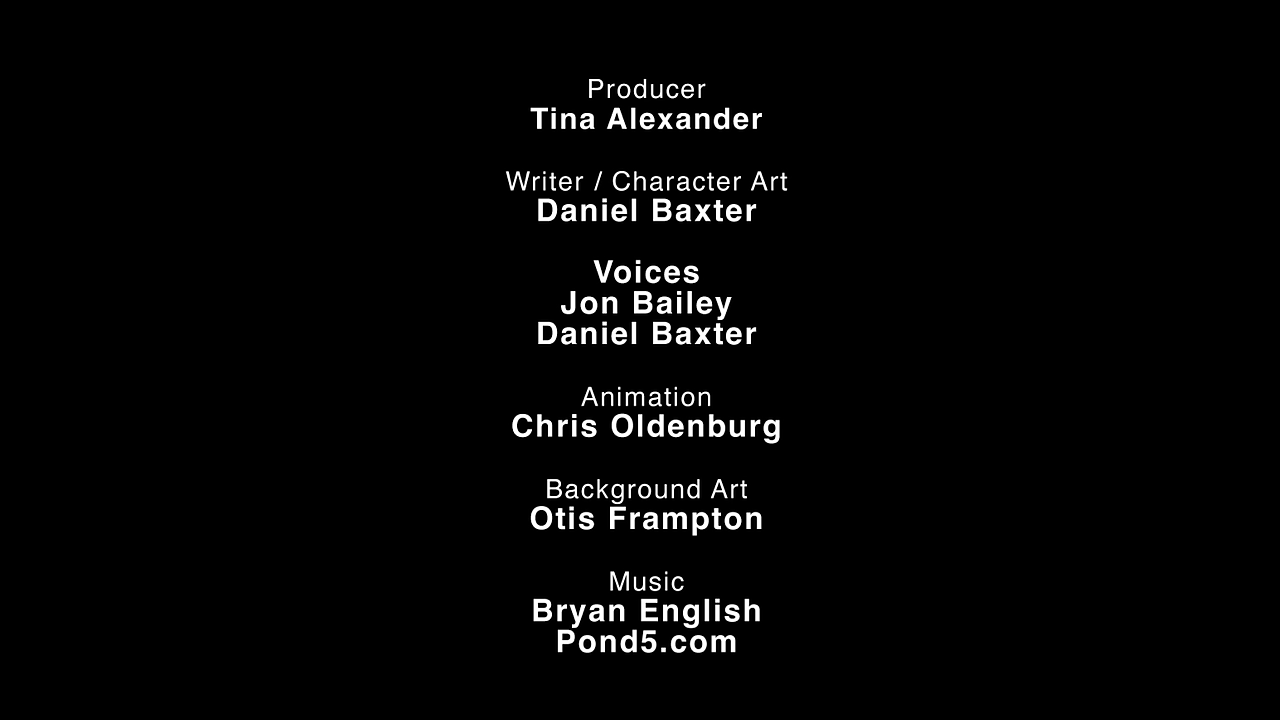 Producer
Tina Alexander
Writer / Character Art
Daniel Baxter
Voices
Jon Bailey
Daniel Baxter
Animation
Chris Oldenburg
Background Art
Otis Frampton
Music
Bryan English
Pond5.com